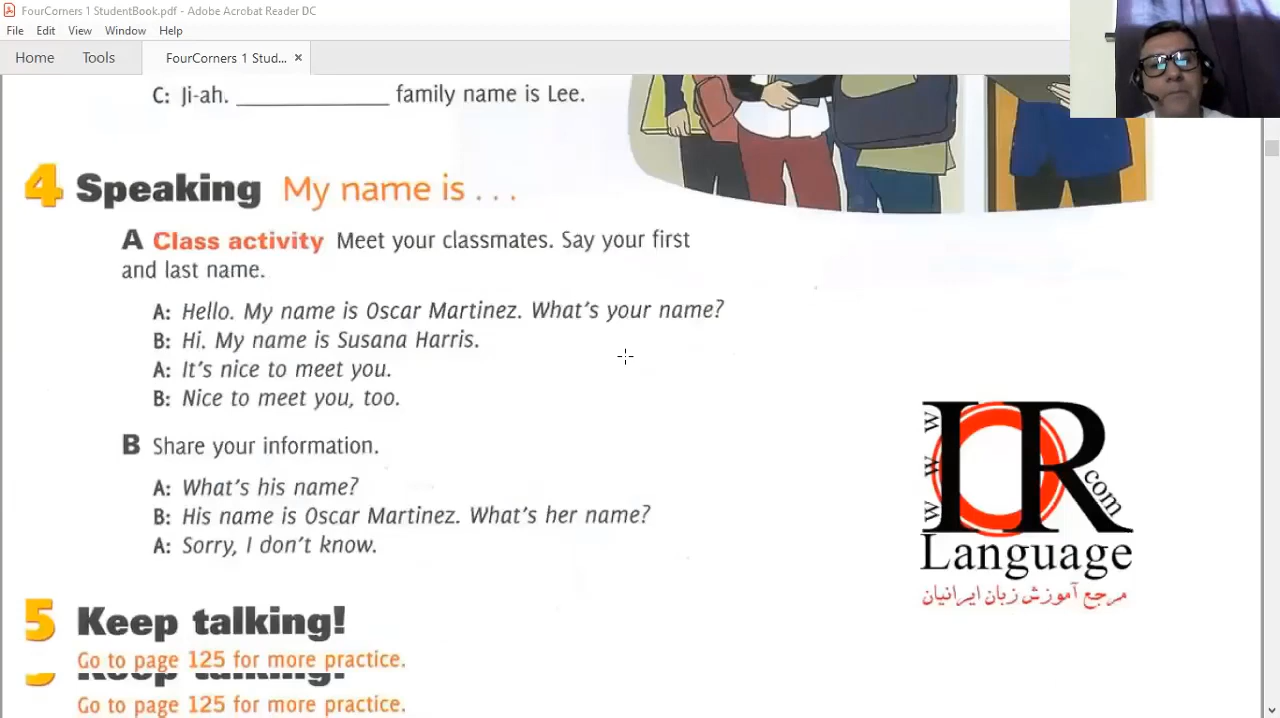 FourCorners 1 StudentBook.pdf - Adobe Acrobat Reader DC
File Edit View Window Help
Home Tools FourCorners 1 Stud... ×
C: Ji-ah. ______________ family name is Lee.
4 Speaking My name is . . .
A Class activity Meet your classmates. Say your first
and last name.
A: Hello. My name is Oscar Martinez. What's your name?
B: Hi. My name is Susana Harris.
A: It's nice to meet you.
B: Nice to meet you, too.
B Share your information.
A: What's his name?
B: His name is Oscar Martinez. What's her name?
A: Sorry, I don't know.
www
IR
.com
Language
مرجع آموزش زبان ایرانیان
5 Keep talking!
Go to page 125 for more practice.
Keep talking!
Go to page 125 for more practice.